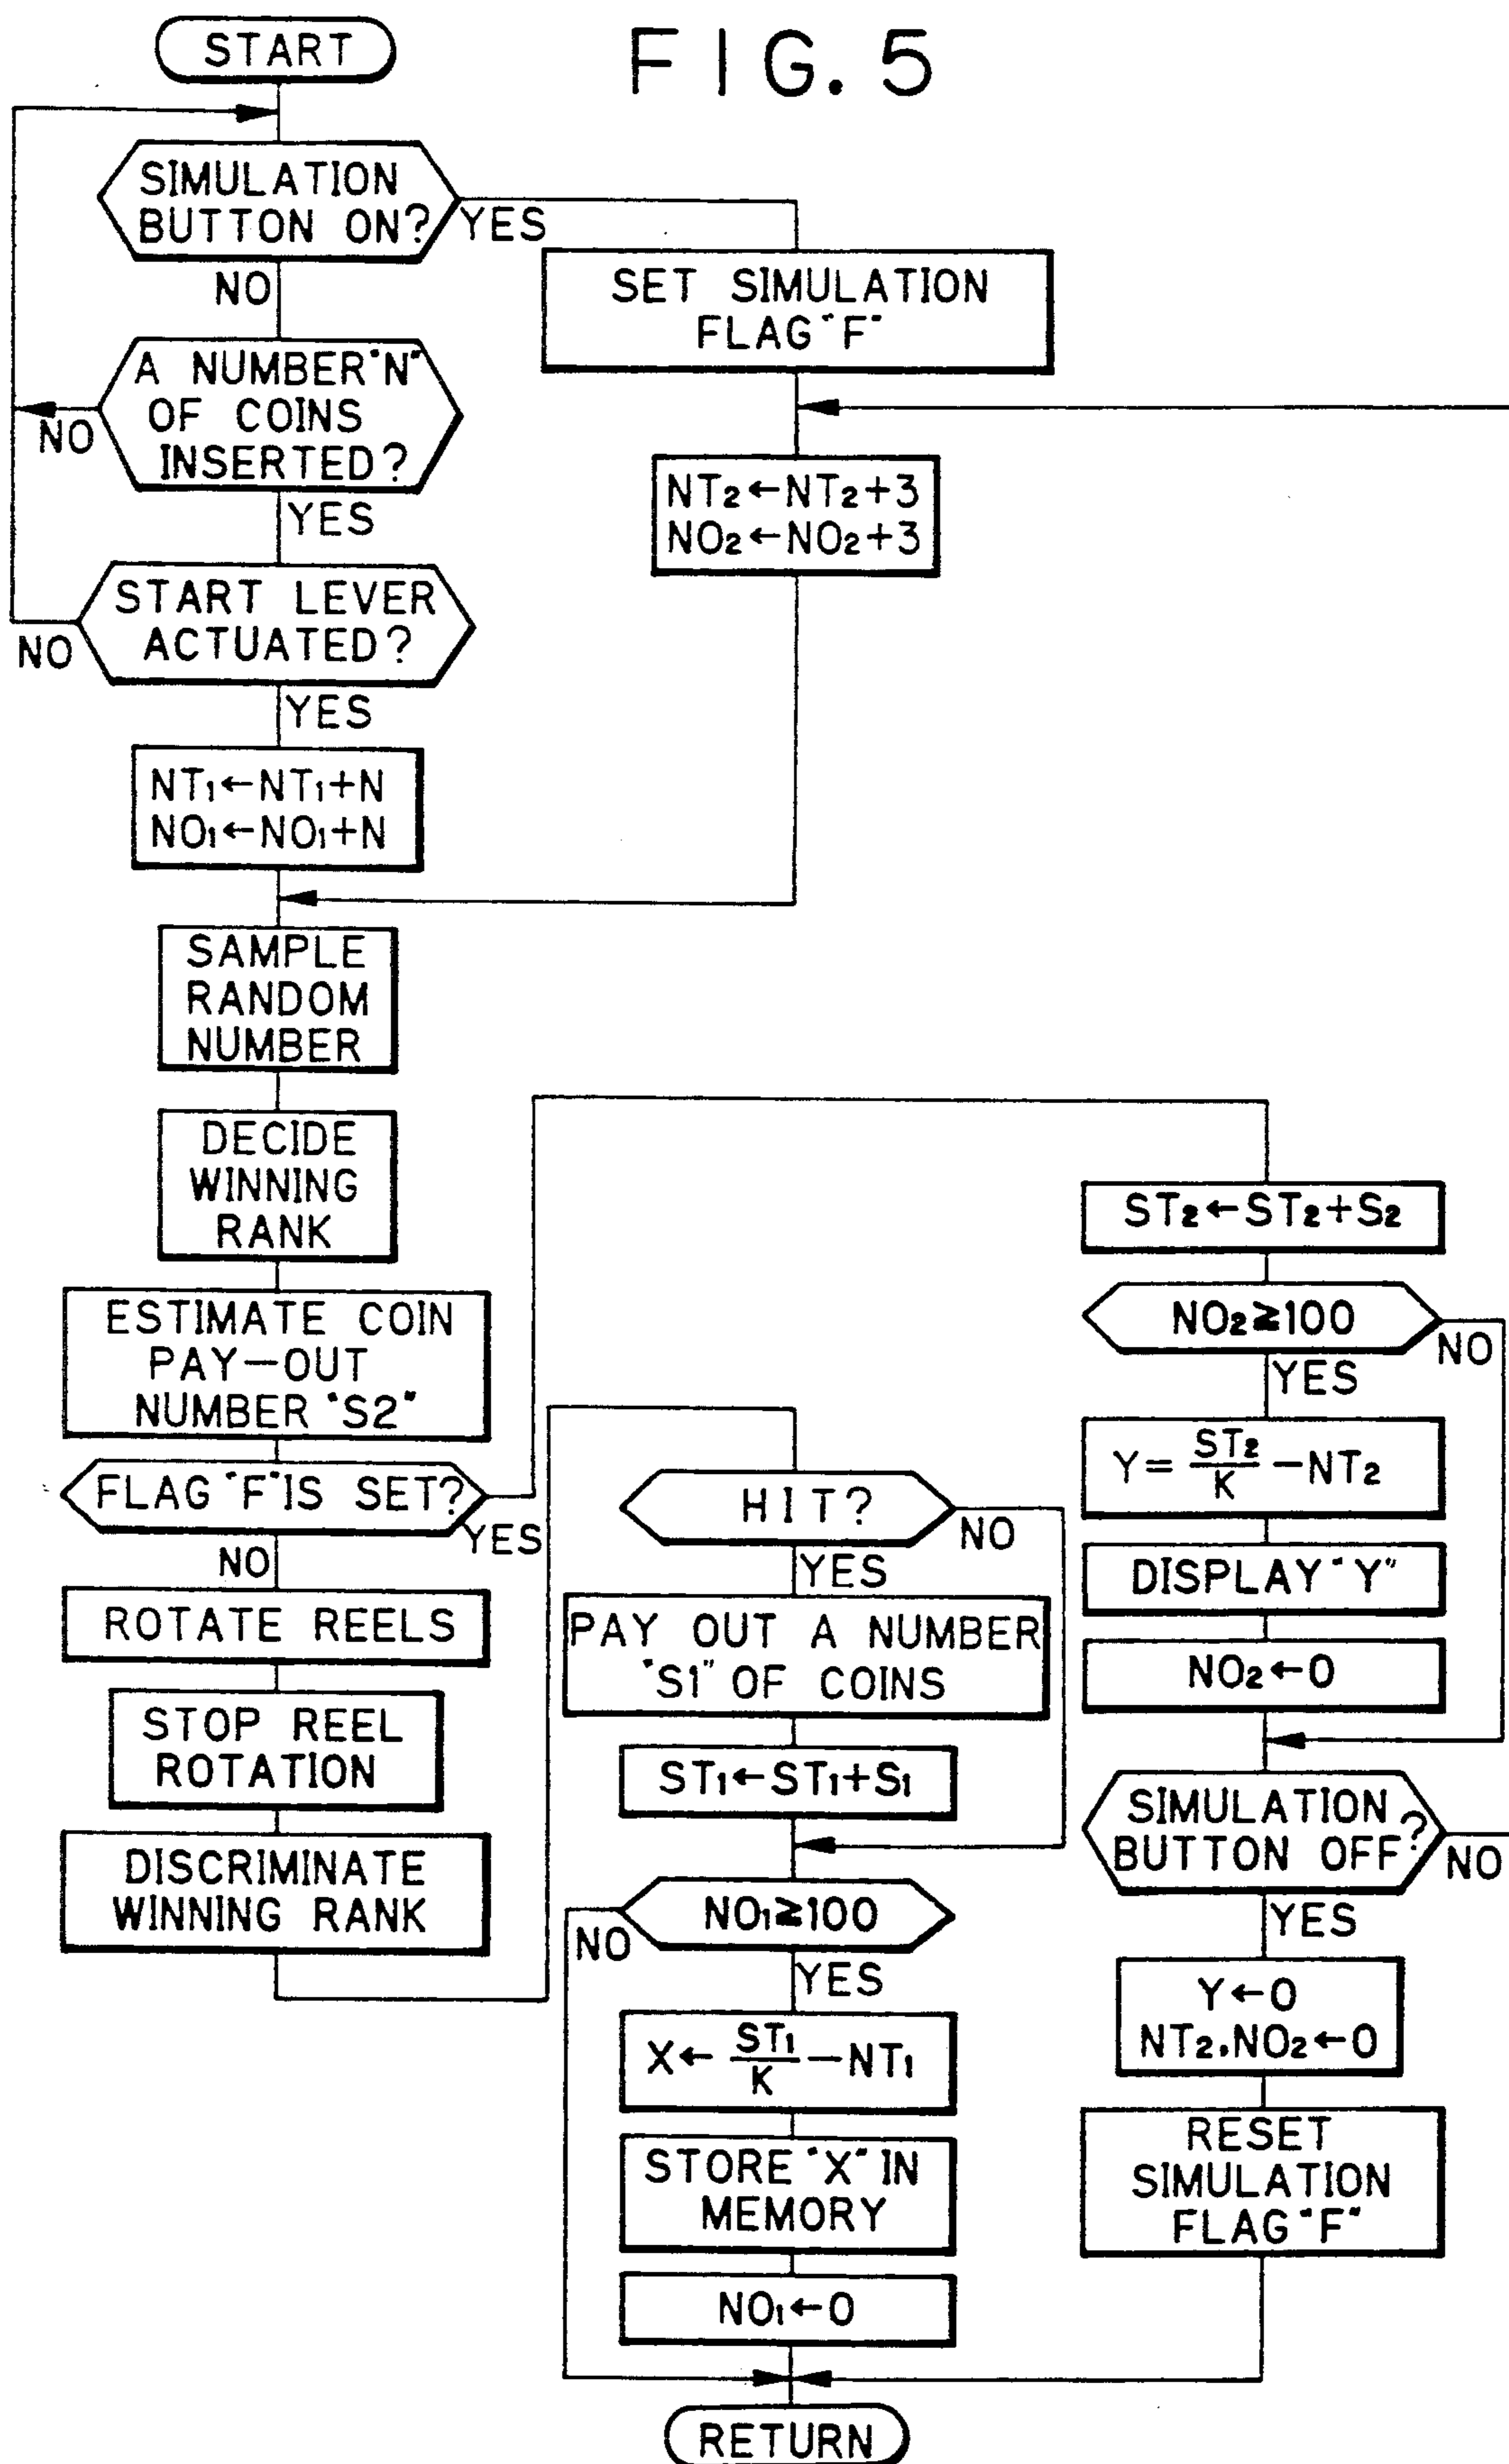 FIG. 5
START
SIMULATION
BUTTON ON?
YES
NO
SET SIMULATION
FLAG "F"
A NUMBER "N"
OF COINS
INSERTED?
NO
YES
NT₂←NT₂+3
NO₂←NO₂+3
START LEVER
ACTUATED?
NO
YES
NT₁←NT₁+N
NO₁←NO₁+N
SAMPLE
RANDOM
NUMBER
DECIDE
WINNING
RANK
ESTIMATE COIN
PAY-OUT
NUMBER "S2"
FLAG "F" IS SET?
YES
NO
ROTATE REELS
STOP REEL
ROTATION
DISCRIMINATE
WINNING RANK
HIT?
NO
YES
PAY OUT A NUMBER
"S1" OF COINS
ST₁←ST₁+S₁
NO₁≧100
NO
YES
X← ST₁/K −NT₁
STORE "X" IN
MEMORY
NO₁←0
ST₂←ST₂+S₂
NO₂≧100
NO
YES
Y= ST₂/K −NT₂
DISPLAY "Y"
NO₂←0
SIMULATION
BUTTON OFF?
NO
YES
Y←0
NT₂.NO₂←0
RESET
SIMULATION
FLAG "F"
RETURN